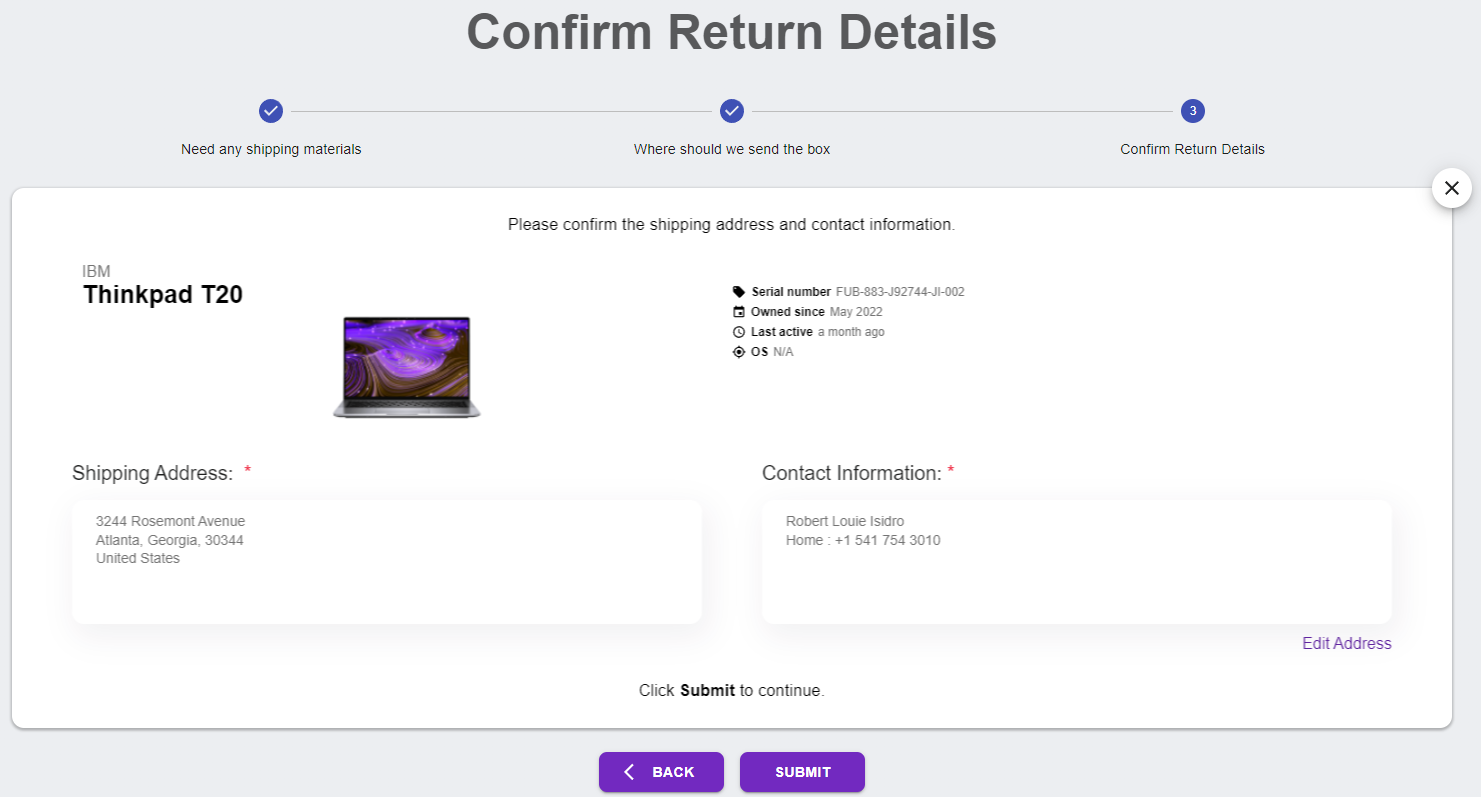 Confirm Return Details
3
Need any shipping materials
Where should we send the box
Confirm Return Details
Please confirm the shipping address and contact information.
IBM
Thinkpad T20
Serial number FUB-883-J92744-JI-002
Owned since May 2022
Last active a month ago
OS N/A
Shipping Address: *
3244 Rosemont Avenue
Atlanta, Georgia, 30344
United States
Contact Information: *
Robert Louie Isidro
Home : +1 541 754 3010
Edit Address
Click Submit to continue.
BACK
SUBMIT